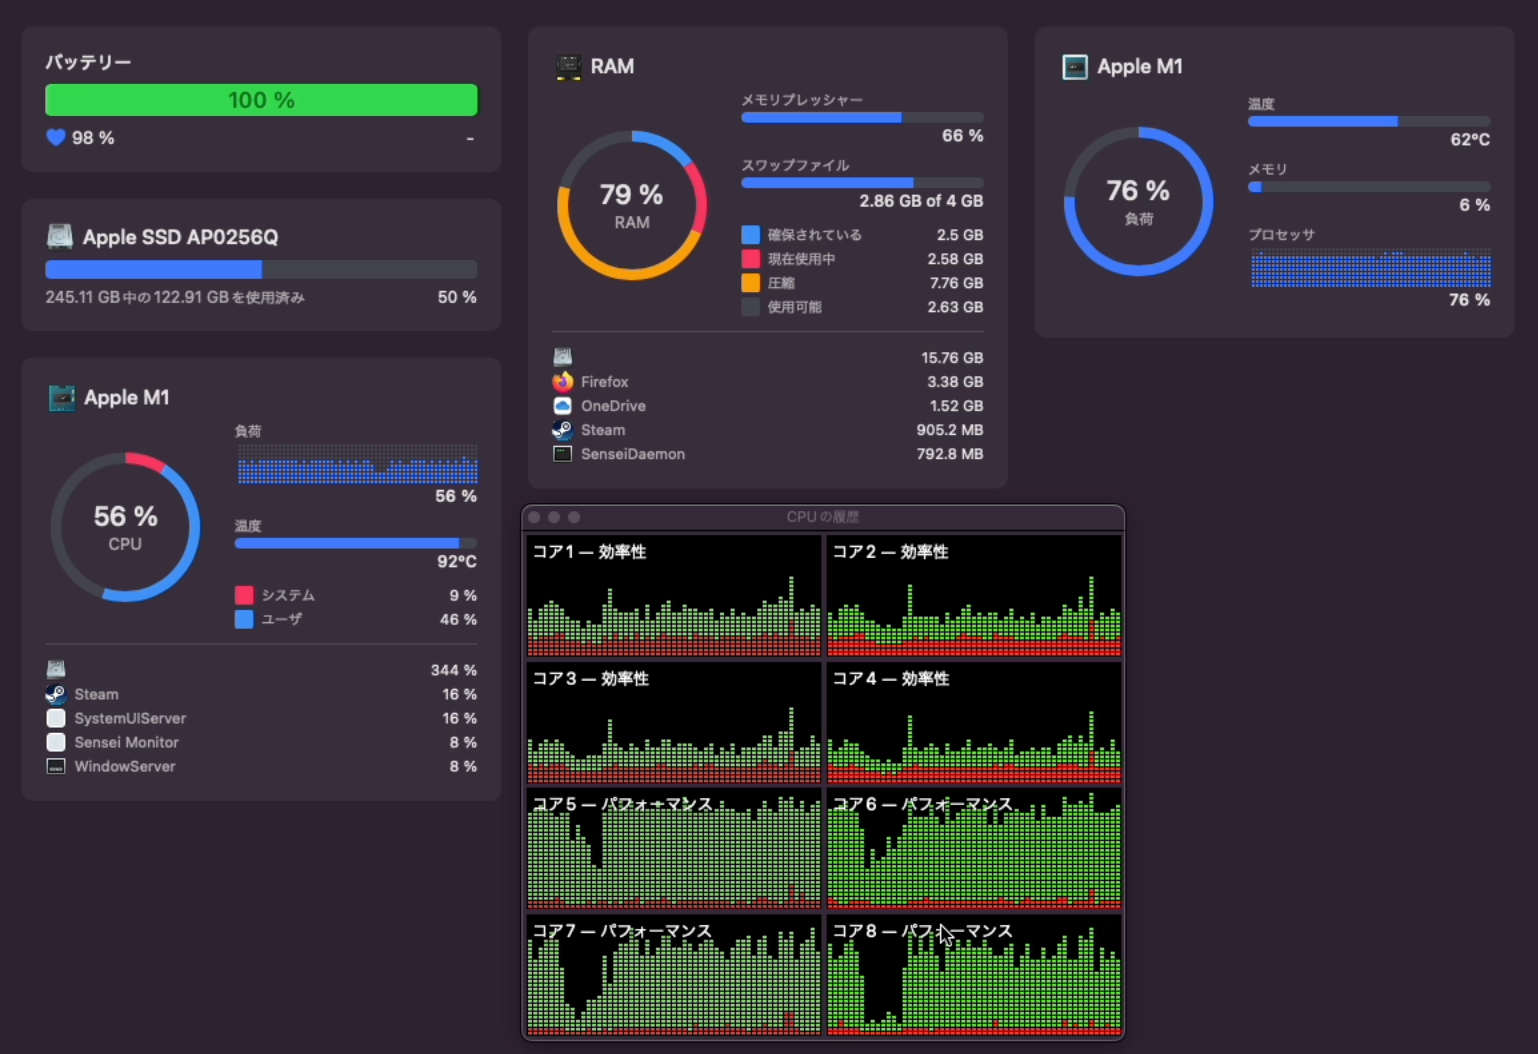 バッテリー
100 %
98 %
-
Apple SSD AP0256Q
245.11 GB 中の 122.91 GB を使用済み
50 %
Apple M1
負荷
56 %
56 %
CPU
温度
92°C
システム
9 %
ユーザ
46 %
344 %
Steam
16 %
SystemUIServer
16 %
Sensei Monitor
8 %
WindowServer
8 %
RAM
メモリプレッシャー
66 %
79 %
RAM
スワップファイル
2.86 GB of 4 GB
確保されている
2.5 GB
現在使用中
2.58 GB
圧縮
7.76 GB
使用可能
2.63 GB
15.76 GB
Firefox
3.38 GB
OneDrive
1.52 GB
Steam
905.2 MB
SenseiDaemon
792.8 MB
Apple M1
温度
62°C
76 %
負荷
メモリ
6 %
プロセッサ
76 %
CPU の履歴
コア1 — 効率性
コア2 — 効率性
コア3 — 効率性
コア4 — 効率性
コア5 — パフォーマンス
コア6 — パフォーマンス
コア7 — パフォーマンス
コア8 — パフォーマンス